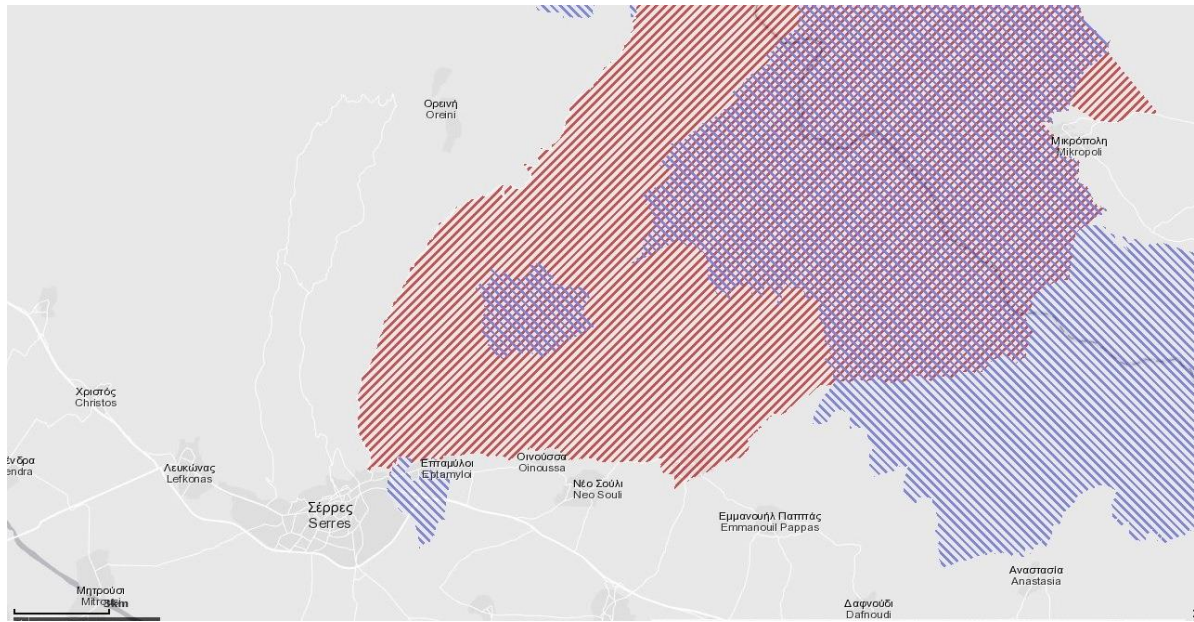 Ορεινή
Oreini
Μικρόπολη
Mikropoli
Χριστός
Christos
Λευκώνας
Lefkonas
Επταμύλοι
Eptamyloi
Οινούσσα
Oinoussa
Νέο Σούλι
Neo Souli
Σέρρες
Serres
Εμμανουήλ Παππάς
Emmanouil Pappas
Αναστασία
Anastasia
Μητρούσι
3km
Δαφνούδι
Dafnoudi